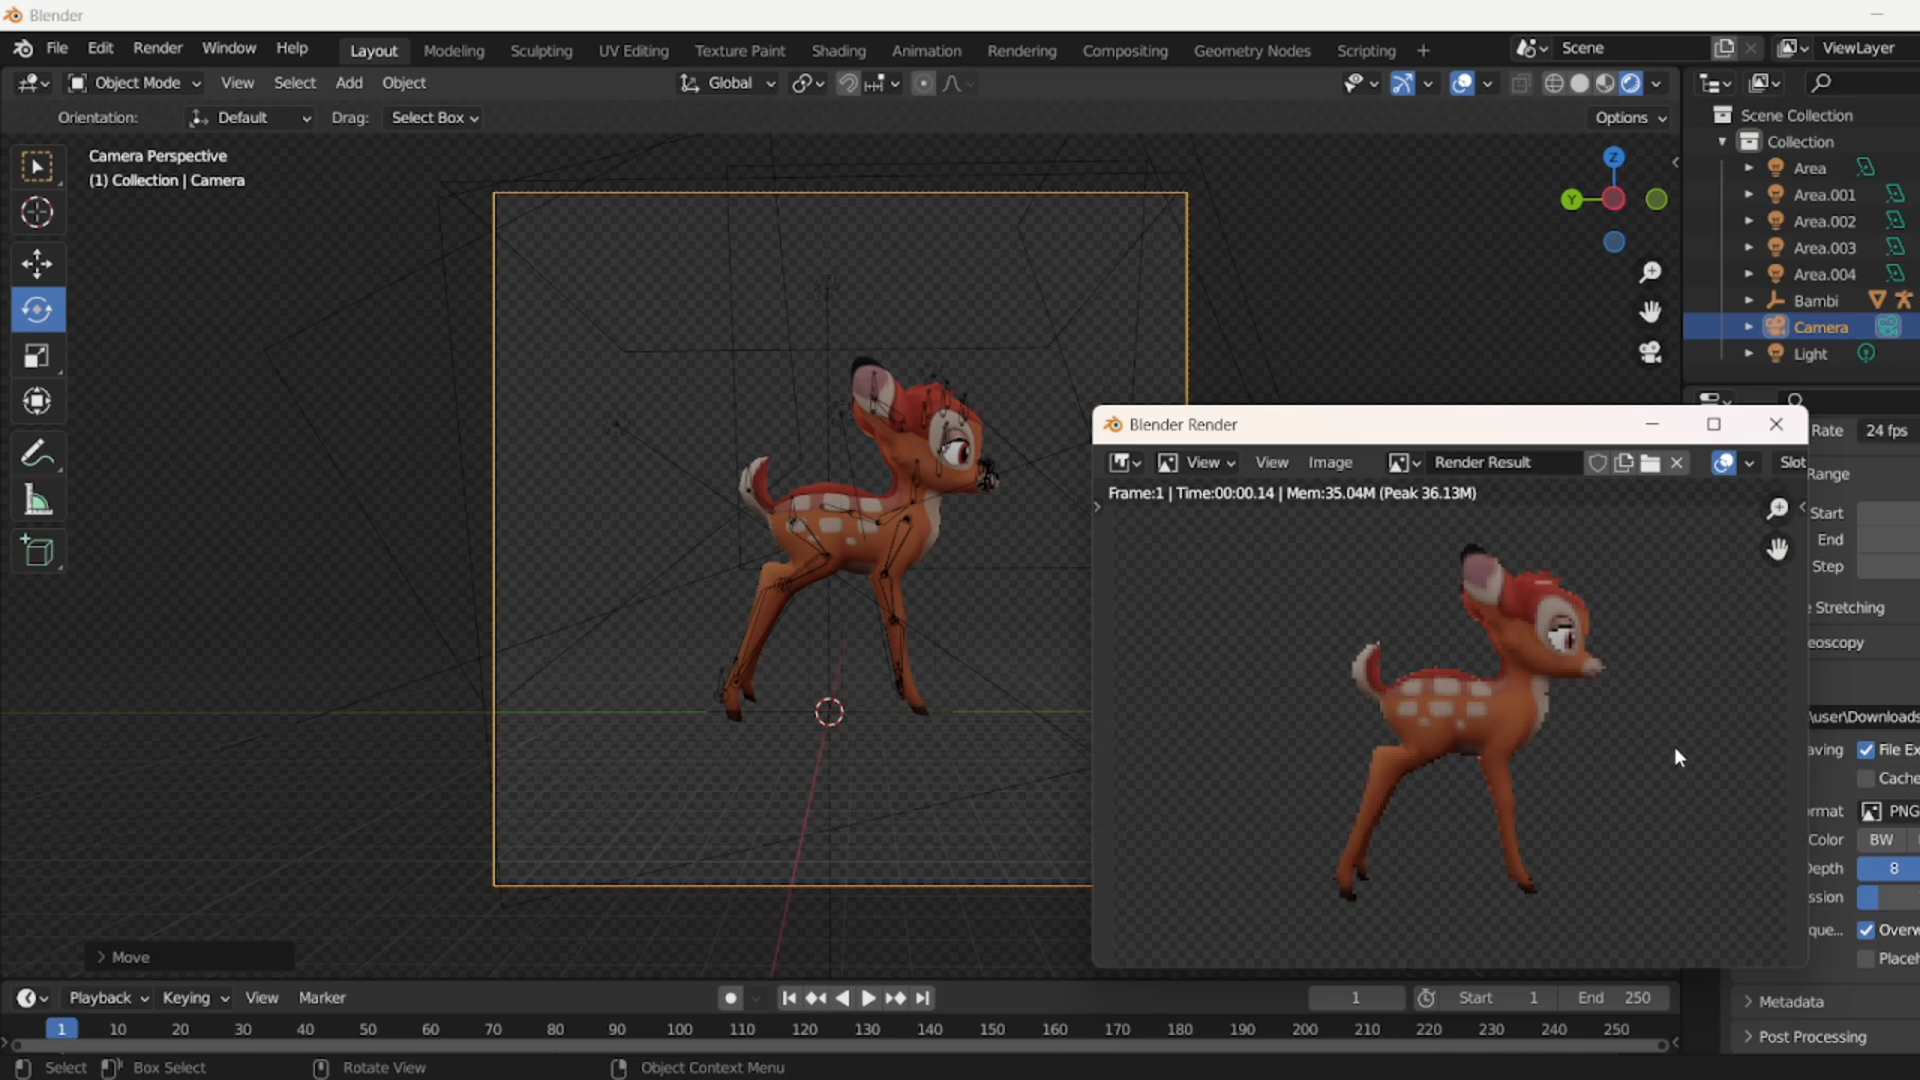 Blender
File Edit Render Window Help Layout Modeling Sculpting UV Editing Texture Paint Shading Animation Rendering Compositing Geometry Nodes Scripting + Scene ViewLayer
Object Mode View Select Add Object Global
Orientation: Default Drag: Select Box Options
Camera Perspective
(1) Collection | Camera
Z
Y
Scene Collection
Collection
Area
Area.001
Area.002
Area.003
Area.004
Bambi
Camera
Light
Blender Render
View View Image Render Result Slot
Frame:1 | Time:00:00.14 | Mem:35.04M (Peak 36.13M)
Rate 24 fps
Range
Start
End
Step
e Stretching
eoscopy
\user\Downloads
aving File Ex
Cache
rmat PNG
Color BW
Depth 8
ssion
que... Overw
Placeh
Metadata
Post Processing
Move
Playback Keying View Marker 1 Start 1 End 250
1 10 20 30 40 50 60 70 80 90 100 110 120 130 140 150 160 170 180 190 200 210 220 230 240 250
Select Box Select Rotate View Object Context Menu